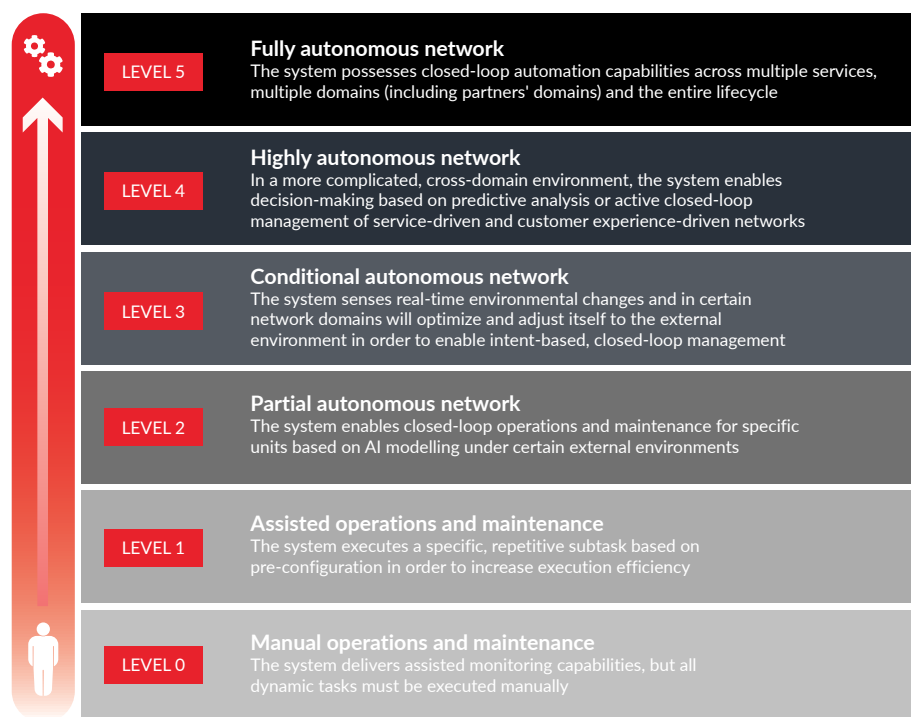 LEVEL 5
Fully autonomous network
The system possesses closed-loop automation capabilities across multiple services,
multiple domains (including partners' domains) and the entire lifecycle
LEVEL 4
Highly autonomous network
In a more complicated, cross-domain environment, the system enables
decision-making based on predictive analysis or active closed-loop
management of service-driven and customer experience-driven networks
LEVEL 3
Conditional autonomous network
The system senses real-time environmental changes and in certain
network domains will optimize and adjust itself to the external
environment in order to enable intent-based, closed-loop management
LEVEL 2
Partial autonomous network
The system enables closed-loop operations and maintenance for specific
units based on AI modelling under certain external environments
LEVEL 1
Assisted operations and maintenance
The system executes a specific, repetitive subtask based on
pre-configuration in order to increase execution efficiency
LEVEL 0
Manual operations and maintenance
The system delivers assisted monitoring capabilities, but all
dynamic tasks must be executed manually